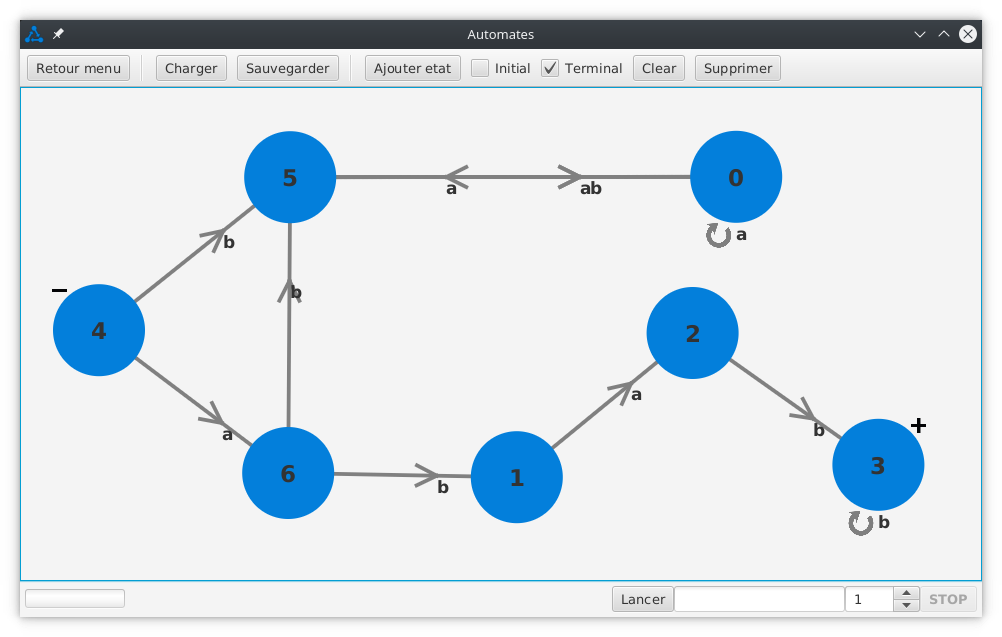 Automates
Retour menu Charger Sauvegarder Ajouter etat Initial Terminal Clear Supprimer
5 0
a ab
b a
b
− 4 2
a
a b +
6 1 3
b b
Lancer 1 STOP